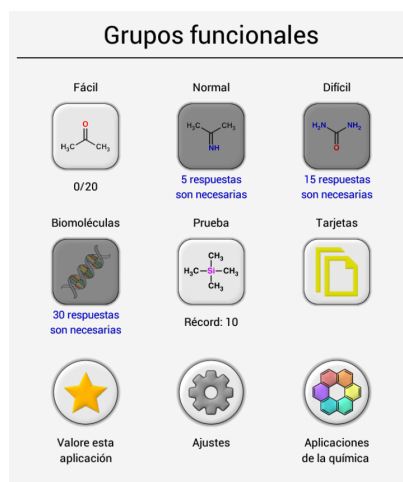 Grupos funcionales
Fácil
Normal
Difícil
O
H₃C
CH₃
H₃C
CH₃
NH
H₂N
NH₂
O
0/20
5 respuestas
son necesarias
15 respuestas
son necesarias
Biomoléculas
Prueba
Tarjetas
CH₃
H₃C—Si—CH₃
CH₃
30 respuestas
son necesarias
Récord: 10
Valore esta
aplicación
Ajustes
Aplicaciones
de la química